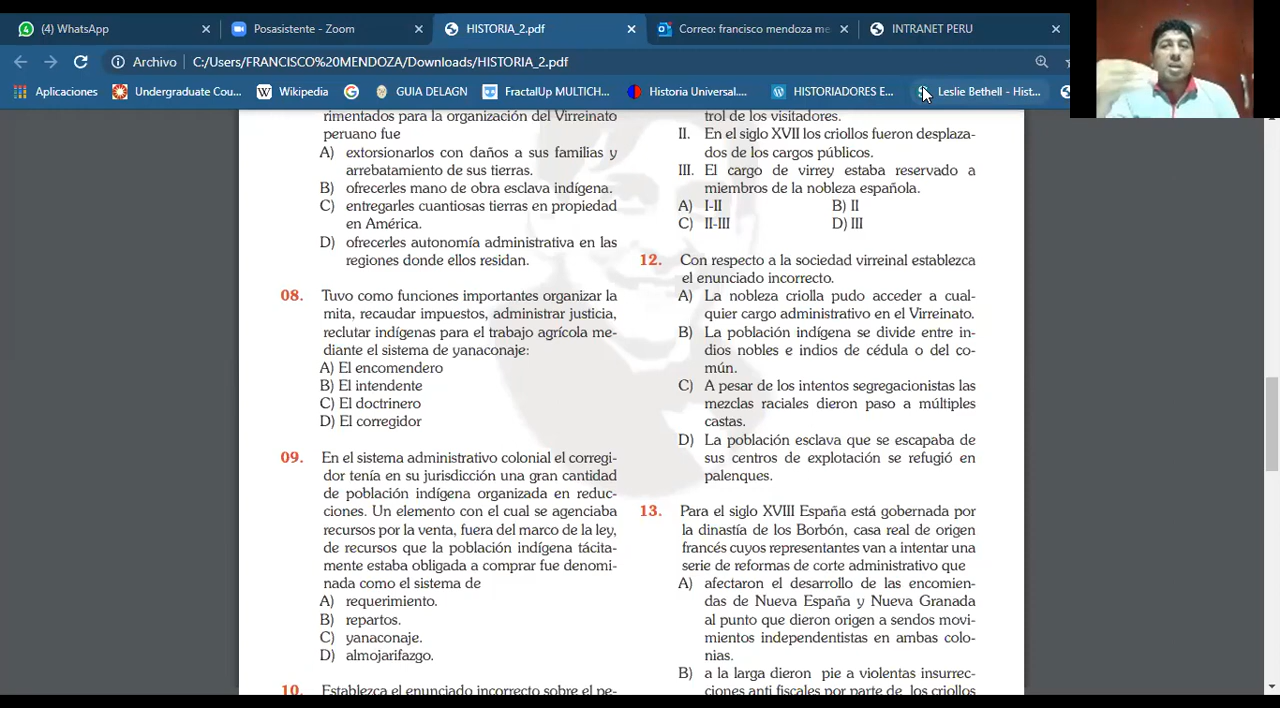 (4) WhatsApp
Posasistente - Zoom
HISTORIA_2.pdf
Correo: francisco mendoza me
INTRANET PERU
Archivo
C:/Users/FRANCISCO%20MENDOZA/Downloads/HISTORIA_2.pdf
Aplicaciones
Undergraduate Cou...
Wikipedia
GUIA DELAGN
FractalUp MULTICH...
Historia Universal....
HISTORIADORES E...
Leslie Bethell - Hist...
rimentados para la organización del Virreinato
peruano fue
A) extorsionarlos con daños a sus familias y
arrebatamiento de sus tierras.
B) ofrecerles mano de obra esclava indígena.
C) entregarles cuantiosas tierras en propiedad
en América.
D) ofrecerles autonomía administrativa en las
regiones donde ellos residan.
08. Tuvo como funciones importantes organizar la
mita, recaudar impuestos, administrar justicia,
reclutar indígenas para el trabajo agrícola me-
diante el sistema de yanaconaje:
A) El encomendero
B) El intendente
C) El doctrinero
D) El corregidor
09. En el sistema administrativo colonial el corregi-
dor tenía en su jurisdicción una gran cantidad
de población indígena organizada en reduc-
ciones. Un elemento con el cual se agenciaba
recursos por la venta, fuera del marco de la ley,
de recursos que la población indígena tácita-
mente estaba obligada a comprar fue denomi-
nada como el sistema de
A) requerimiento.
B) repartos.
C) yanaconaje.
D) almojarifazgo.
10. Establezca el enunciado incorrecto sobre el pe-
trol de los visitadores.
II. En el siglo XVII los criollos fueron desplaza-
dos de los cargos públicos.
III. El cargo de virrey estaba reservado a
miembros de la nobleza española.
A) I-II B) II
C) II-III D) III
12. Con respecto a la sociedad virreinal establezca
el enunciado incorrecto.
A) La nobleza criolla pudo acceder a cual-
quier cargo administrativo en el Virreinato.
B) La población indígena se divide entre in-
dios nobles e indios de cédula o del co-
mún.
C) A pesar de los intentos segregacionistas las
mezclas raciales dieron paso a múltiples
castas.
D) La población esclava que se escapaba de
sus centros de explotación se refugió en
palenques.
13. Para el siglo XVIII España está gobernada por
la dinastía de los Borbón, casa real de origen
francés cuyos representantes van a intentar una
serie de reformas de corte administrativo que
A) afectaron el desarrollo de las encomien-
das de Nueva España y Nueva Granada
al punto que dieron origen a sendos movi-
mientos independentistas en ambas colo-
nias.
B) a la larga dieron pie a violentas insurrec-
ciones anti fiscales por parte de los criollos